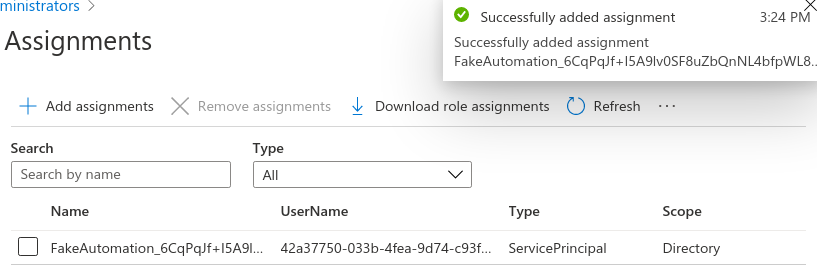 ministrators >
Assignments
Successfully added assignment 3:24 PM
Successfully added assignment
FakeAutomation_6CqPqJf+I5A9lv0SF8uZbQnNL4bfpWL8...
Add assignments Remove assignments Download role assignments Refresh ...
Search Type
Search by name All
Name UserName Type Scope
FakeAutomation_6CqPqJf+I5A9l... 42a37750-033b-4fea-9d74-c93f... ServicePrincipal Directory